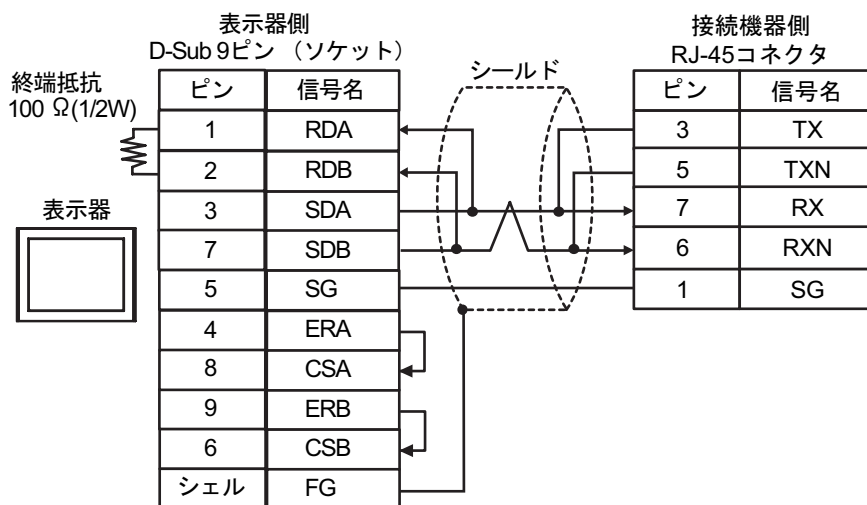 表示器側
D-Sub 9ピン （ソケット）
接続機器側
RJ-45コネクタ
シールド
終端抵抗
100 Ω(1/2W)
表示器
ピン 信号名
1 RDA
2 RDB
3 SDA
7 SDB
5 SG
4 ERA
8 CSA
9 ERB
6 CSB
シェル FG
ピン 信号名
3 TX
5 TXN
7 RX
6 RXN
1 SG